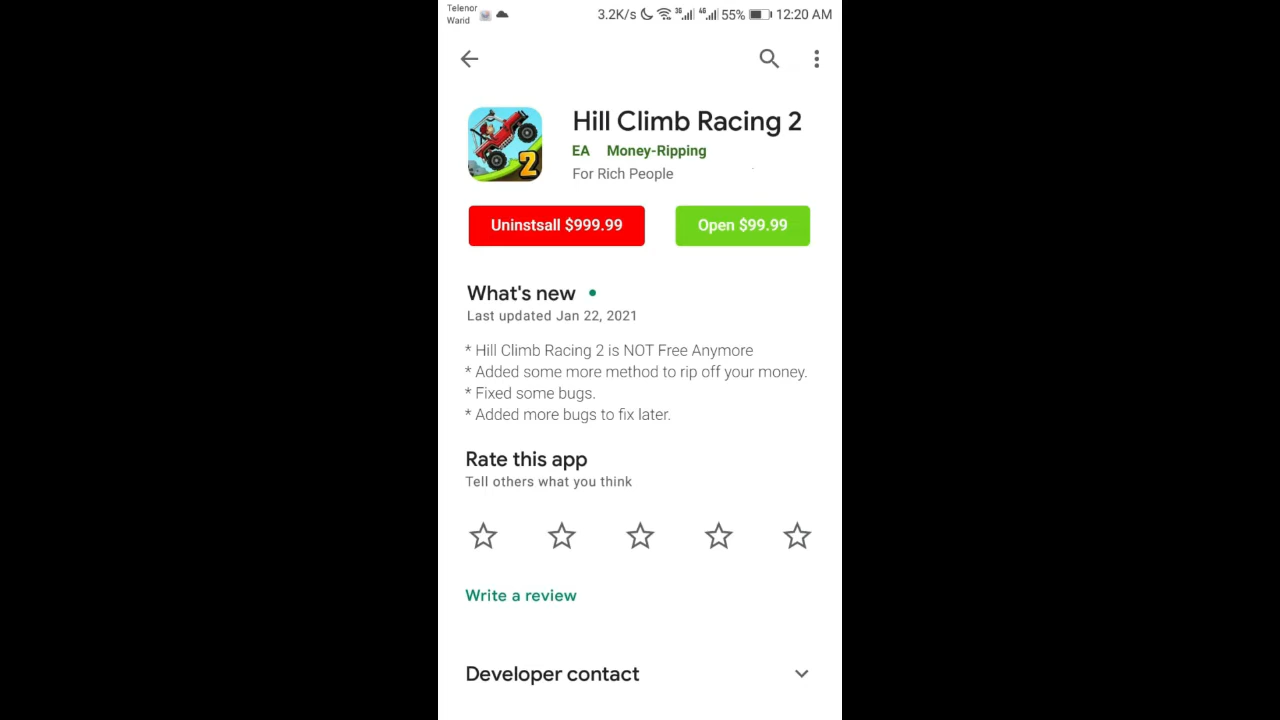 Telenor
Warid
3.2K/s 3G 4G 55% 12:20 AM
Hill Climb Racing 2
2
EA Money-Ripping
For Rich People
Uninstsall $999.99 Open $99.99
What's new
Last updated Jan 22, 2021
* Hill Climb Racing 2 is NOT Free Anymore
* Added some more method to rip off your money.
* Fixed some bugs.
* Added more bugs to fix later.
Rate this app
Tell others what you think
Write a review
Developer contact